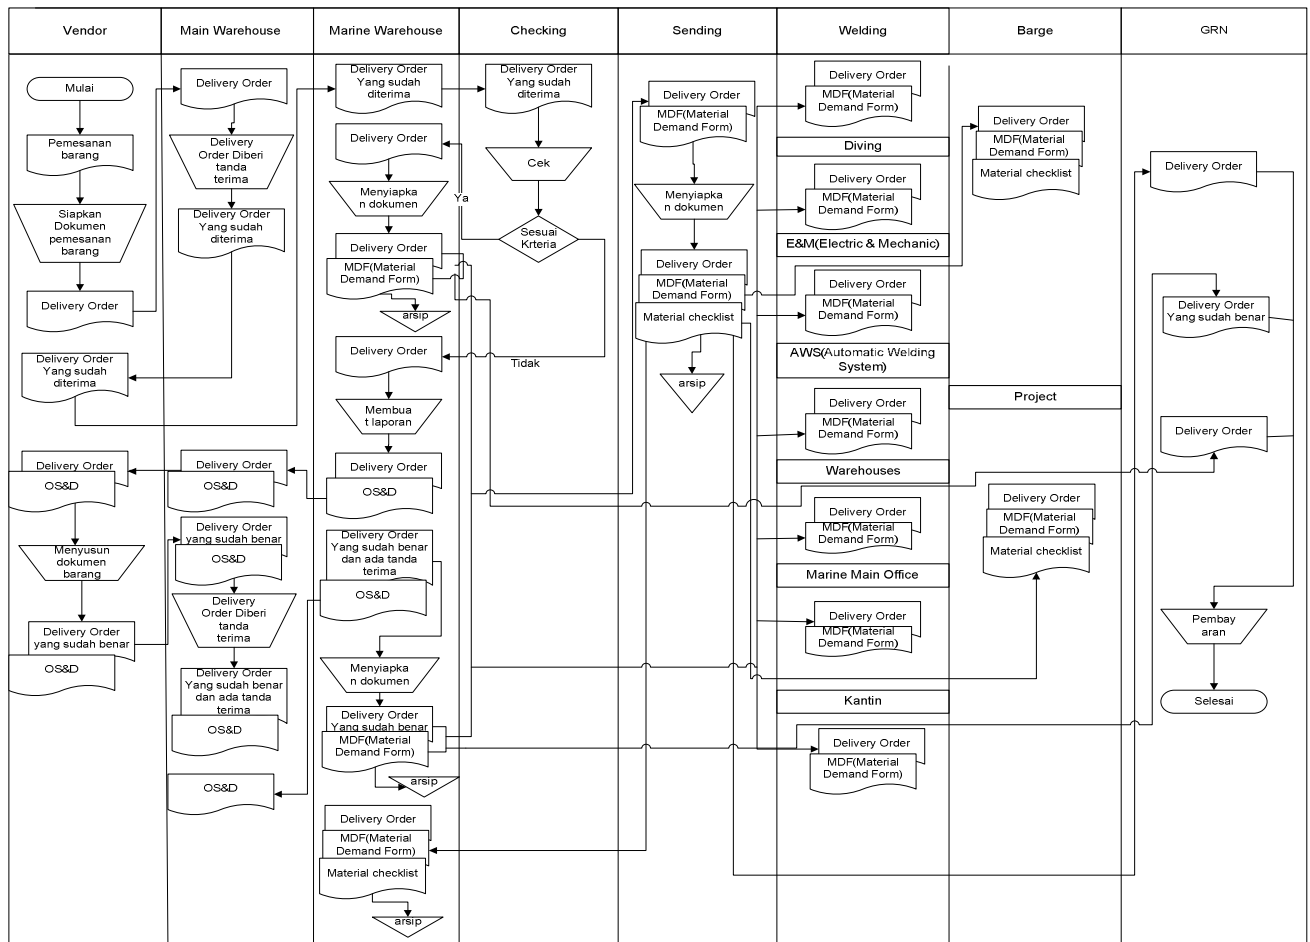 Vendor
Main Warehouse
Marine Warehouse
Checking
Sending
Welding
Barge
GRN
Mulai
Pemesanan
barang
Siapkan
Dokumen
pemesanan
barang
Delivery Order
Delivery Order
Yang sudah
diterima
Delivery Order
OS&D
Menyusun
dokumen
barang
Delivery Order
yang sudah benar
OS&D
Delivery Order
Delivery
Order Diberi
tanda
terima
Delivery Order
Yang sudah
diterima
Delivery Order
OS&D
Delivery Order
yang sudah benar
OS&D
Delivery
Order Diberi
tanda
terima
Delivery Order
Yang sudah benar
dan ada tanda
terima
OS&D
OS&D
Delivery Order
Yang sudah
diterima
Delivery Order
Menyiapka
n dokumen
Delivery Order
MDF(Material
Demand Form)
arsip
Delivery Order
Membua
t laporan
Delivery Order
OS&D
Delivery Order
Yang sudah benar
dan ada tanda
terima
OS&D
Menyiapka
n dokumen
Delivery Order
Yang sudah benar
MDF(Material
Demand Form)
arsip
Delivery Order
MDF(Material
Demand Form)
Material checklist
arsip
Delivery Order
Yang sudah
diterima
Cek
Ya
Sesuai
Krteria
Tidak
Delivery Order
MDF(Material
Demand Form)
Menyiapka
n dokumen
Delivery Order
MDF(Material
Demand Form)
Material checklist
arsip
Delivery Order
MDF(Material
Demand Form)
Diving
Delivery Order
MDF(Material
Demand Form)
E&M(Electric & Mechanic)
Delivery Order
MDF(Material
Demand Form)
AWS(Automatic Welding
System)
Delivery Order
MDF(Material
Demand Form)
Warehouses
Delivery Order
MDF(Material
Demand Form)
Marine Main Office
Delivery Order
MDF(Material
Demand Form)
Kantin
Delivery Order
MDF(Material
Demand Form)
Delivery Order
MDF(Material
Demand Form)
Material checklist
Project
Delivery Order
MDF(Material
Demand Form)
Material checklist
Delivery Order
Delivery Order
Yang sudah benar
Delivery Order
Pembay
aran
Selesai